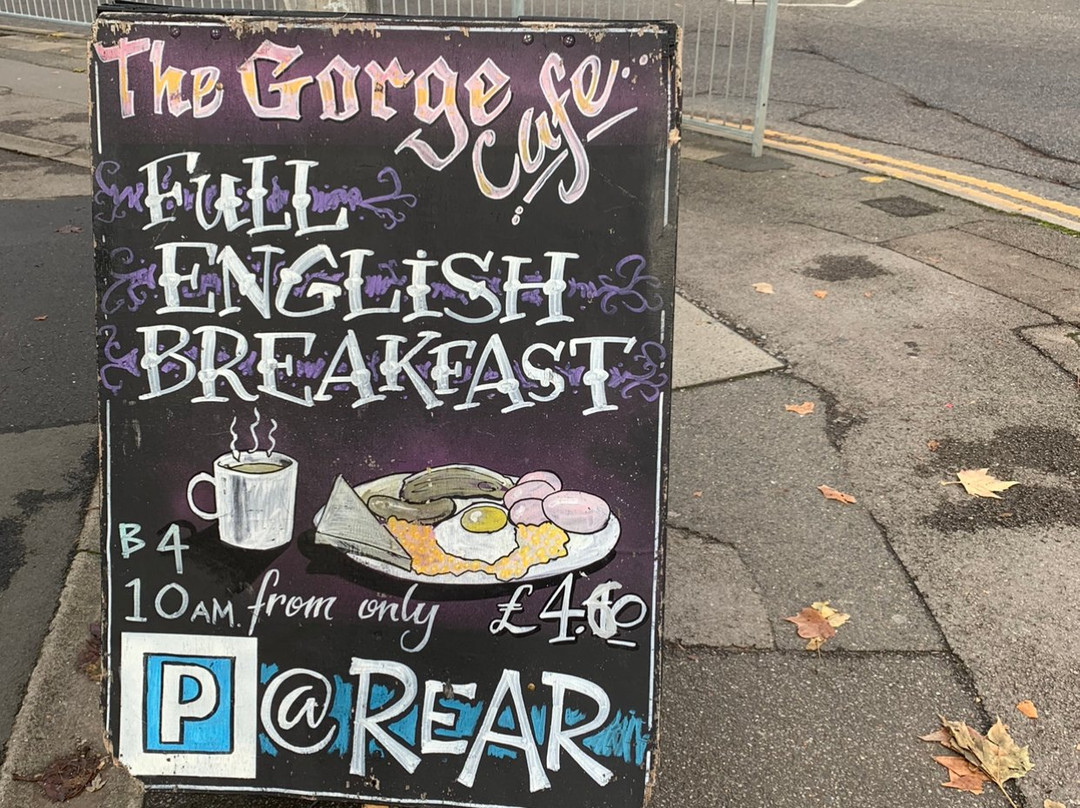 The Gorge
Cafe
FuLL
ENGLiSH
BREAKFAST
B4
10AM. from only £4.60
P @ REAR